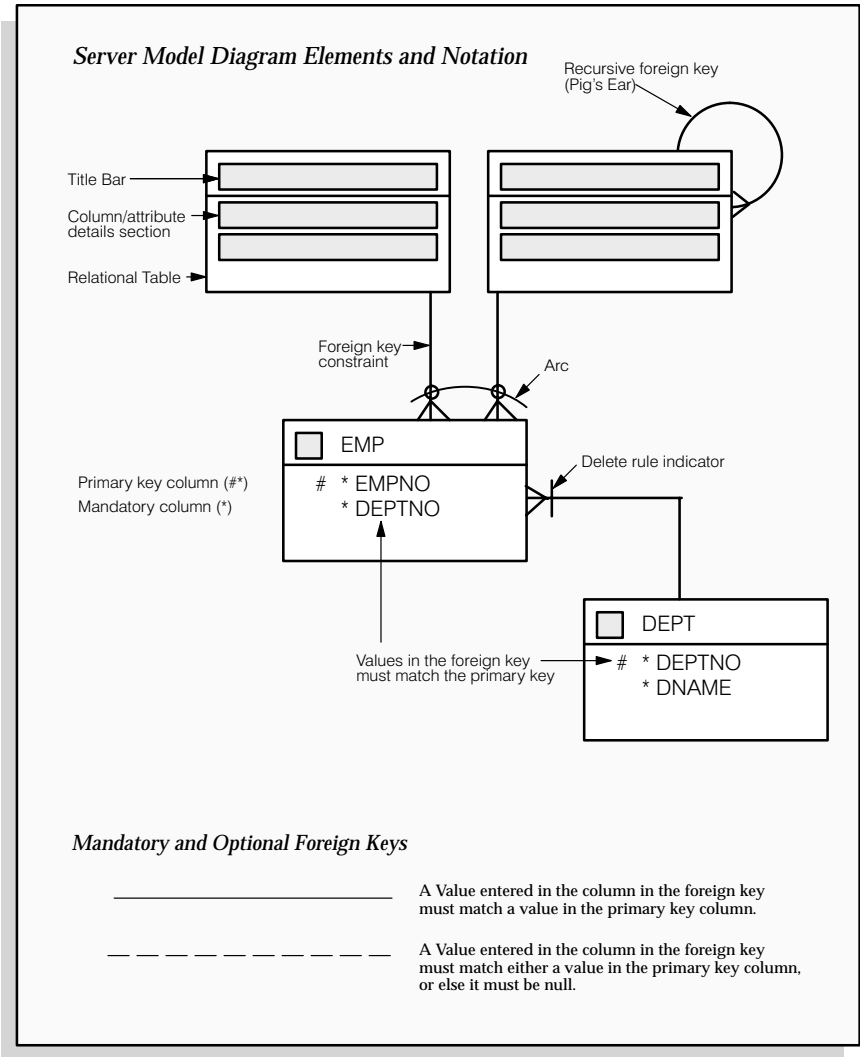 Server Model Diagram Elements and Notation
Recursive foreign key
(Pig's Ear)
Title Bar
Column/attribute
details section
Relational Table
Foreign key
constraint
Arc
EMP
Delete rule indicator
Primary key column (#*)
# * EMPNO
Mandatory column (*)
* DEPTNO
DEPT
Values in the foreign key
must match the primary key
# * DEPTNO
* DNAME
Mandatory and Optional Foreign Keys
A Value entered in the column in the foreign key
must match a value in the primary key column.
A Value entered in the column in the foreign key
must match either a value in the primary key column,
or else it must be null.